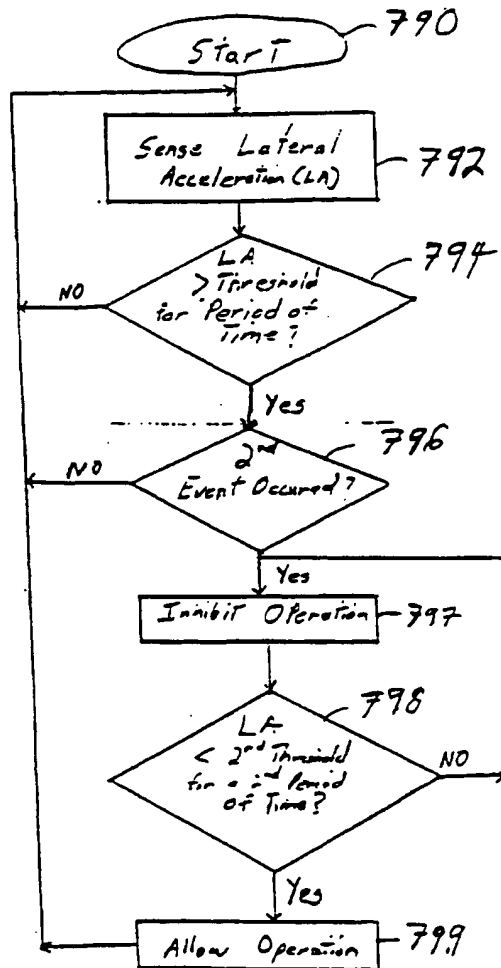 Start
790
Sense Lateral
Acceleration (LA)
792
LA
> Threshold
for Period of
Time?
794
NO
Yes
2nd
Event Occured?
796
NO
Yes
Inhibit Operation
797
LA
< 2nd Threshold
for a 2nd Period
of Time?
798
NO
Yes
Allow Operation
799